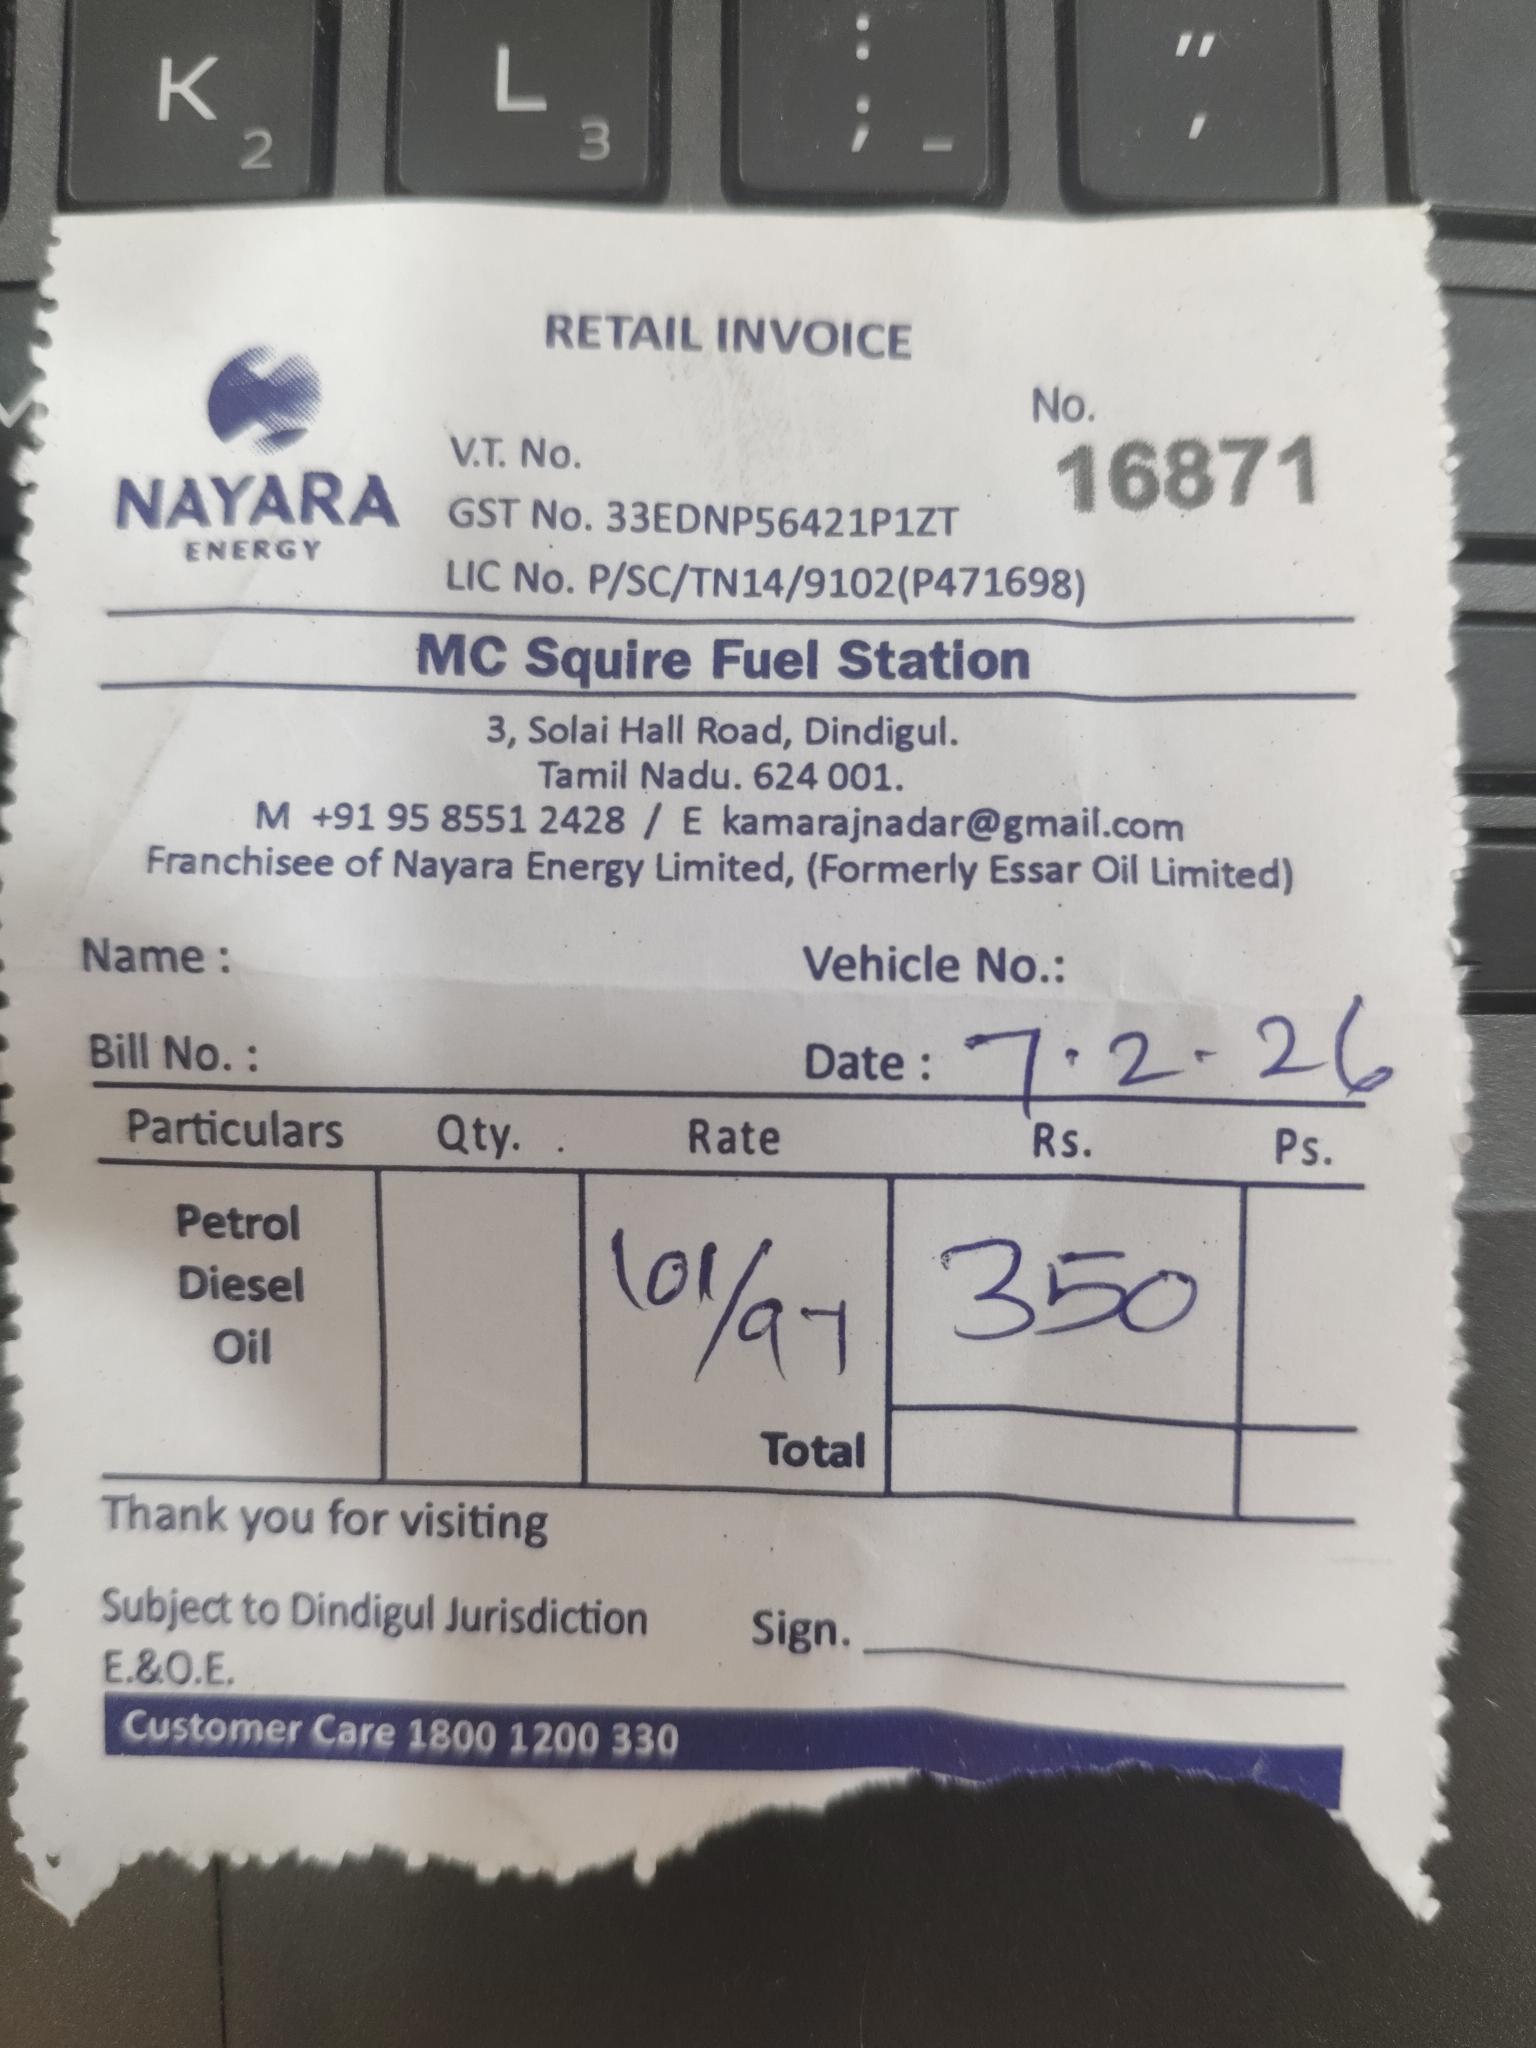 K 2
L 3
: ; -
" ,
RETAIL INVOICE
NAYARA
ENERGY
V.T. No.
GST No. 33EDNP56421P1ZT
LIC No. P/SC/TN14/9102(P471698)
No.
16871
MC Squire Fuel Station
3, Solai Hall Road, Dindigul.
Tamil Nadu. 624 001.
M +91 95 8551 2428 / E kamarajnadar@gmail.com
Franchisee of Nayara Energy Limited, (Formerly Essar Oil Limited)
Name : Vehicle No.:
Bill No. : Date : 7.2-26
Particulars Qty. . Rate Rs. Ps.
Petrol
Diesel 101/97 350
Oil
Total
Thank you for visiting
Subject to Dindigul Jurisdiction
E.&O.E.
Sign.
Customer Care 1800 1200 330